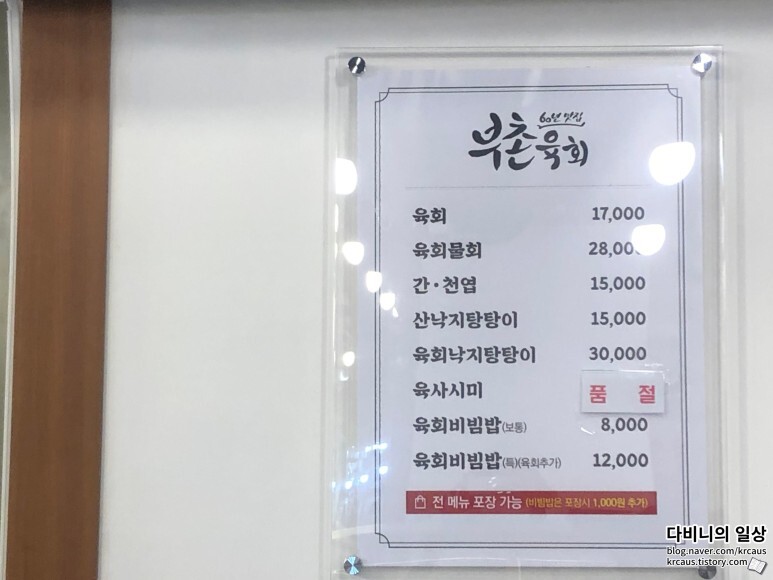 60년 맛집
부촌육회
육회 17,000
육회물회 28,000
간·천엽 15,000
산낙지탕탕이 15,000
육회낙지탕탕이 30,000
육사시미 품 절
육회비빔밥(보통) 8,000
육회비빔밥(특)(육회추가) 12,000
전 메뉴 포장 가능 (비빔밥은 포장시 1,000원 추가)
다비니의 일상
blog.naver.com/krcaus
krcaus.tistory.com